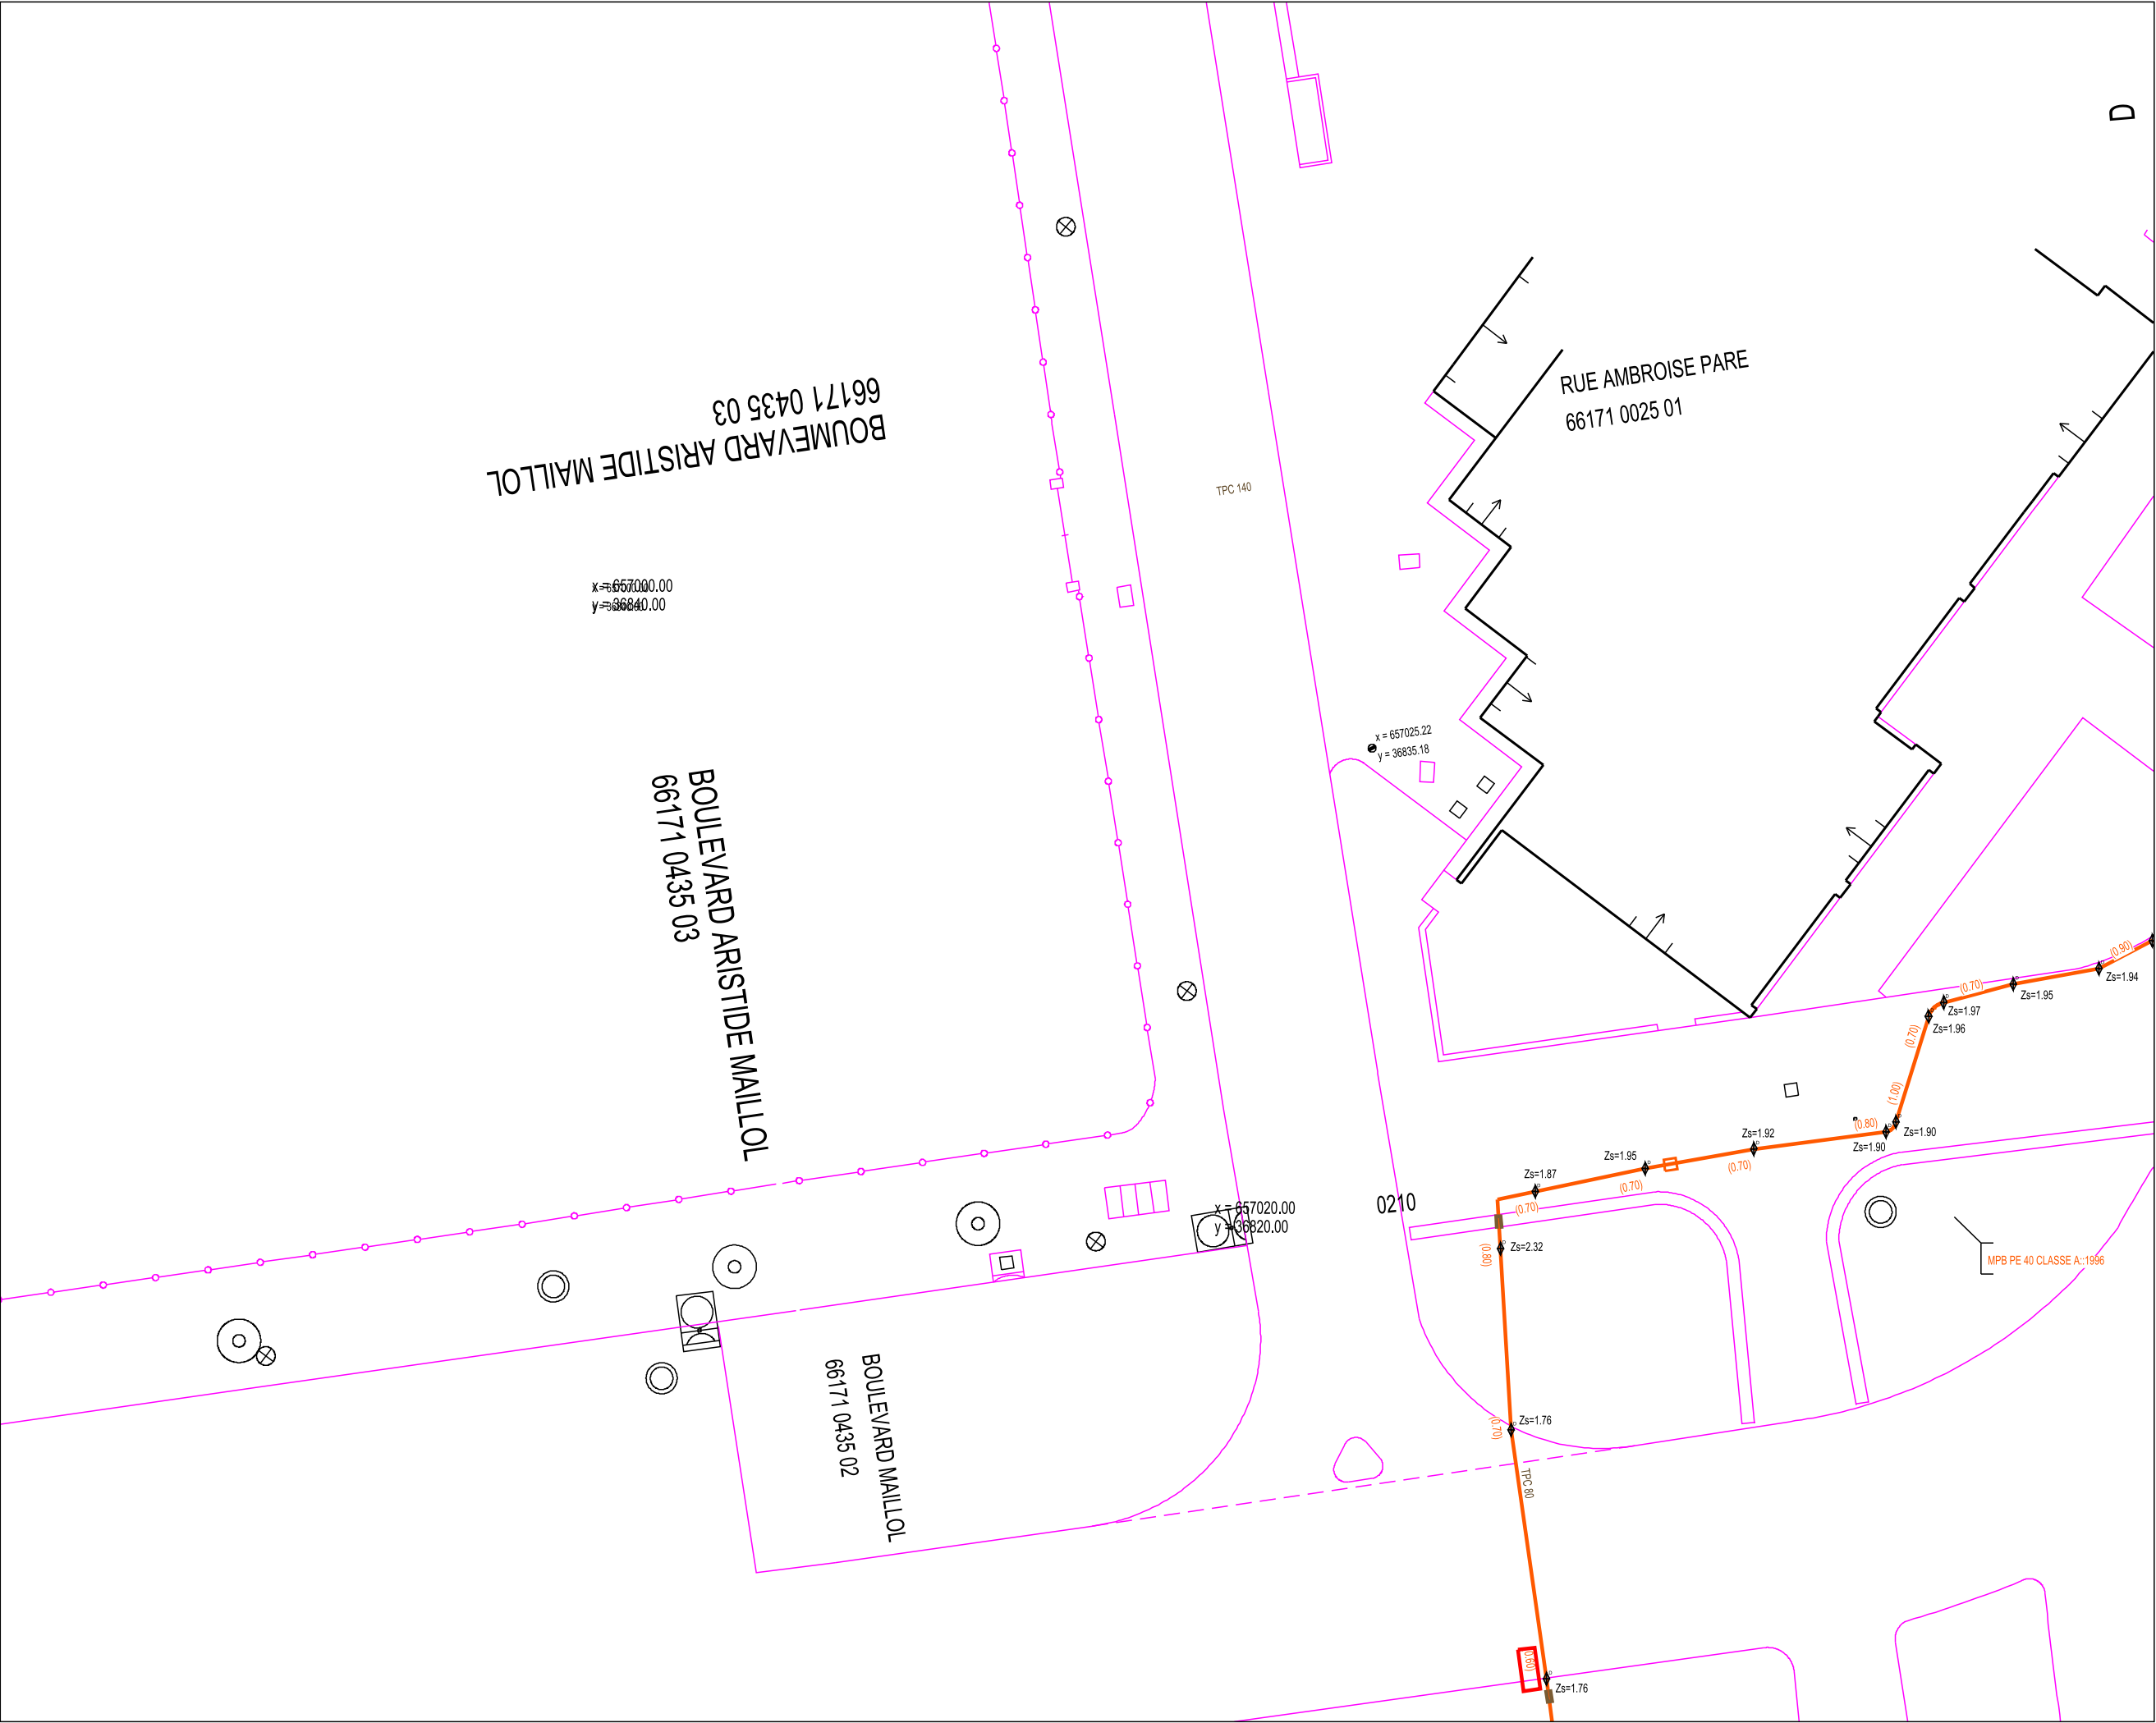 D
RUE AMBROISE PARE
66171 0025 01
BOUMEVARD ARISTIDE MAILLOL
66171 0435 03
TPC 140
x = 657000.00
y = 36840.00
x = 657025.22
y = 36835.18
BOULEVARD ARISTIDE MAILLOL
66171 0435 03
(0.90)
Zs=1.94
(0.70)
Zs=1.95
Zs=1.97
Zs=1.96
(0.70)
(1.00)
(0.80)
Zs=1.90
Zs=1.90
Zs=1.92
(0.70)
Zs=1.95
(0.70)
Zs=1.87
(0.70)
0210
x = 657020.00
y = 36820.00
Zs=2.32
(0.80)
MPB PE 40 CLASSE A::1996
BOULEVARD MAILLOL
66171 0435 02
Zs=1.76
(0.70)
TPC 80
(0.60)
Zs=1.76